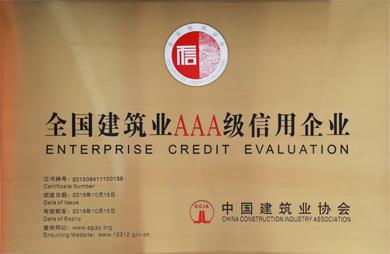 信
全国建筑业AAA级信用企业
ENTERPRISE CREDIT EVALUATION
证书编号：201508411100138
Certificate Number
颁发日期：2015年10月16日
Date of Issue
有效期至：2018年10月15日
Date of Expiry
查询网址：www.zgjzy.org
Enquiring Website：www.12312.gov.cn
CCIA
中国建筑业协会
CHINA CONSTRUCTION INDUSTRY ASSOCIATION